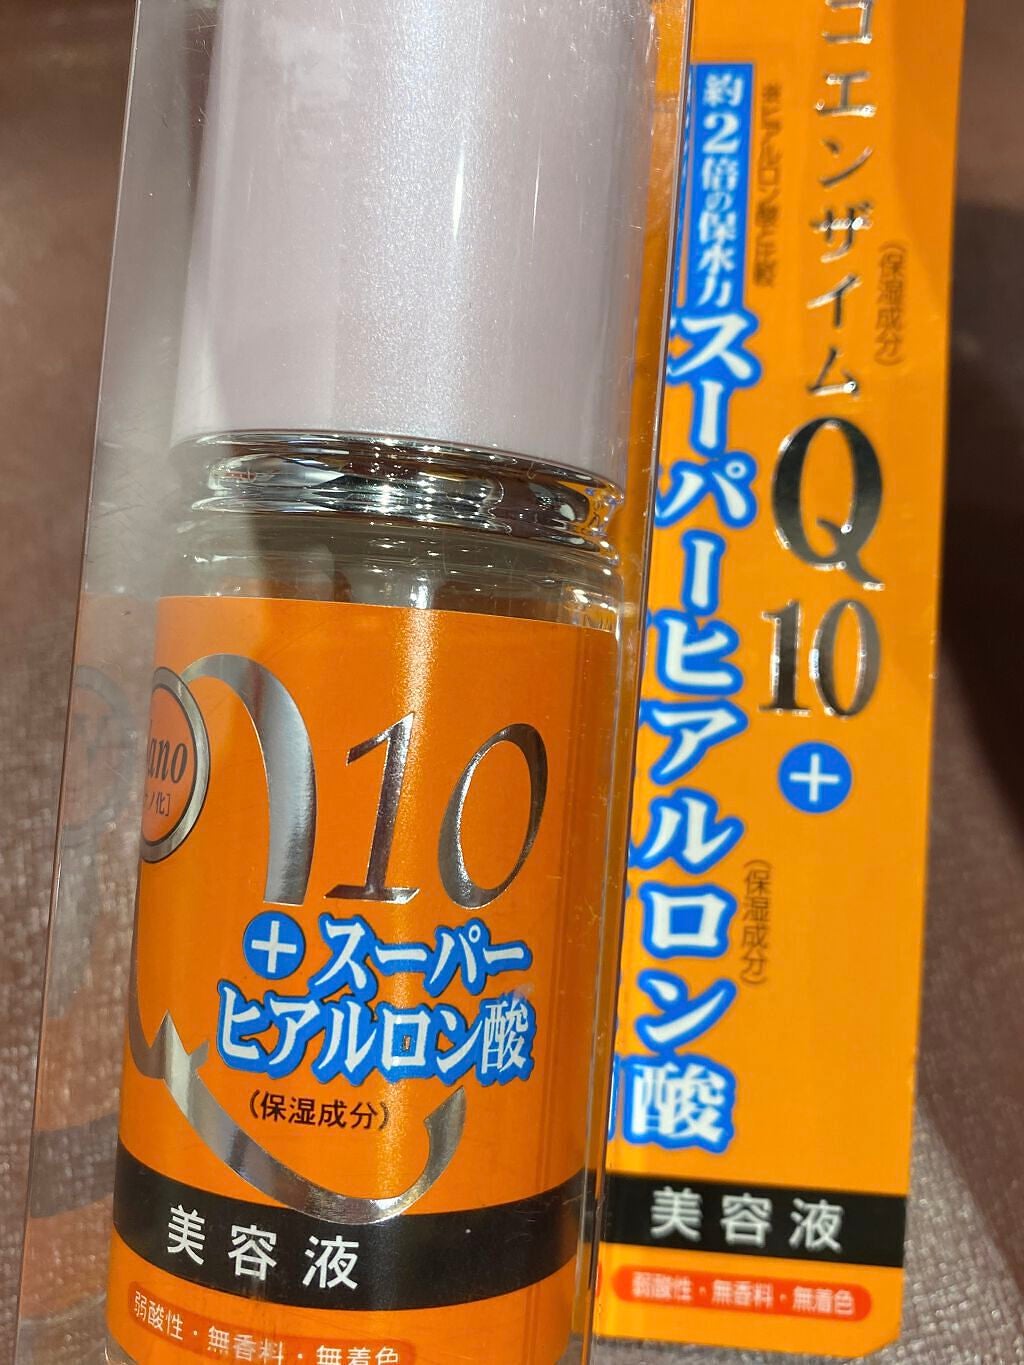 コエンザイムQ10
(保湿成分)
+
約2倍の保水力
スーパーヒアルロン酸
(保湿成分)
美容液
弱酸性・無香料・無着色
Q10
+スーパー
ヒアルロン酸
(保湿成分)
美容液
弱酸性・無香料・無着色